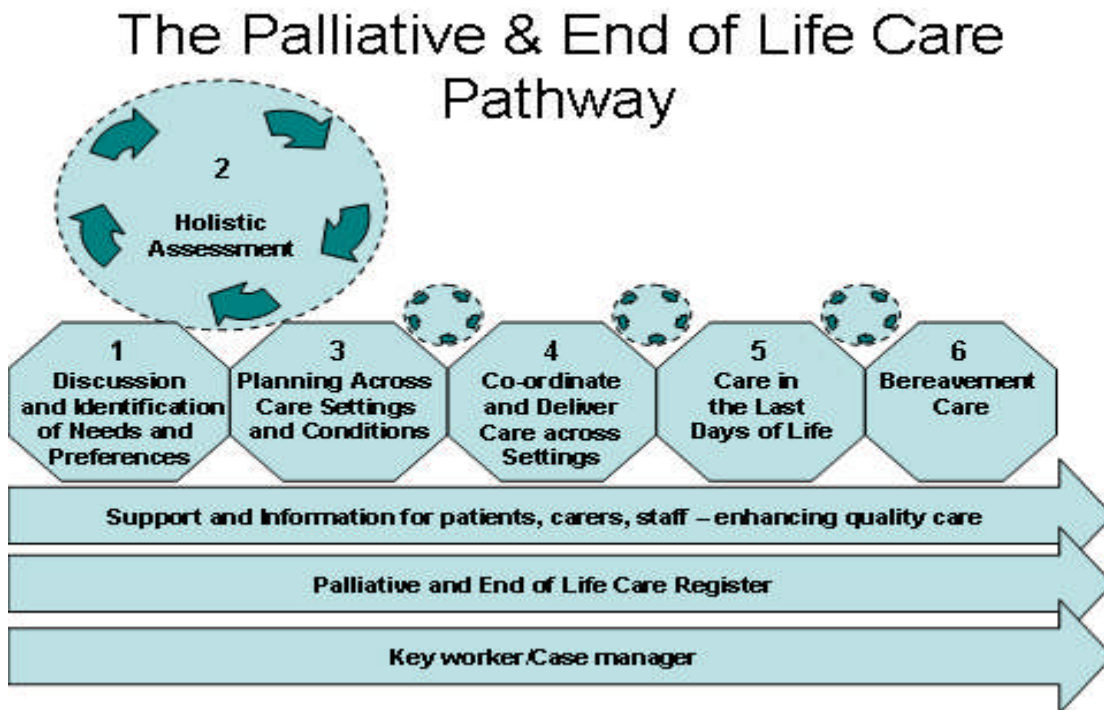 The Palliative & End of Life Care
Pathway
2
Holistic
Assessment
1
Discussion
and Identification
of Needs and
Preferences
3
Planning Across
Care Settings
and Conditions
4
Co-ordinate
and Deliver
Care across
Settings
5
Care in
the Last
Days of Life
6
Bereavement
Care
Support and Information for patients, carers, staff – enhancing quality care
Palliative and End of Life Care Register
Key worker/Case manager